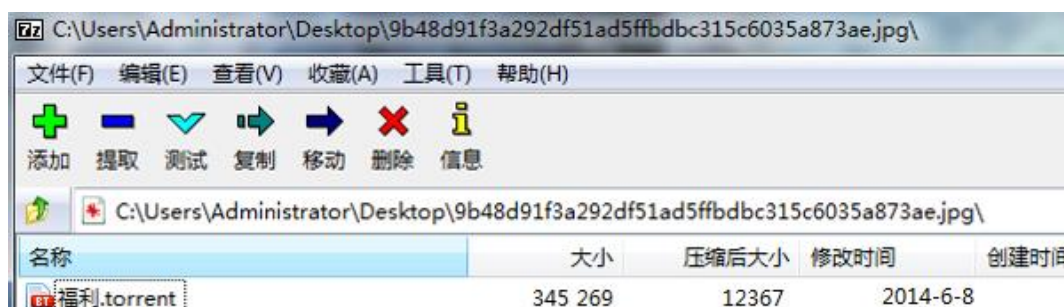 C:\Users\Administrator\Desktop\9b48d91f3a292df51ad5ffbdbc315c6035a873ae.jpg\
文件(F) 编辑(E) 查看(V) 收藏(A) 工具(T) 帮助(H)
添加 提取 测试 复制 移动 删除 信息
C:\Users\Administrator\Desktop\9b48d91f3a292df51ad5ffbdbc315c6035a873ae.jpg\
名称 大小 压缩后大小 修改时间 创建时间
福利.torrent 345 269 12367 2014-6-8